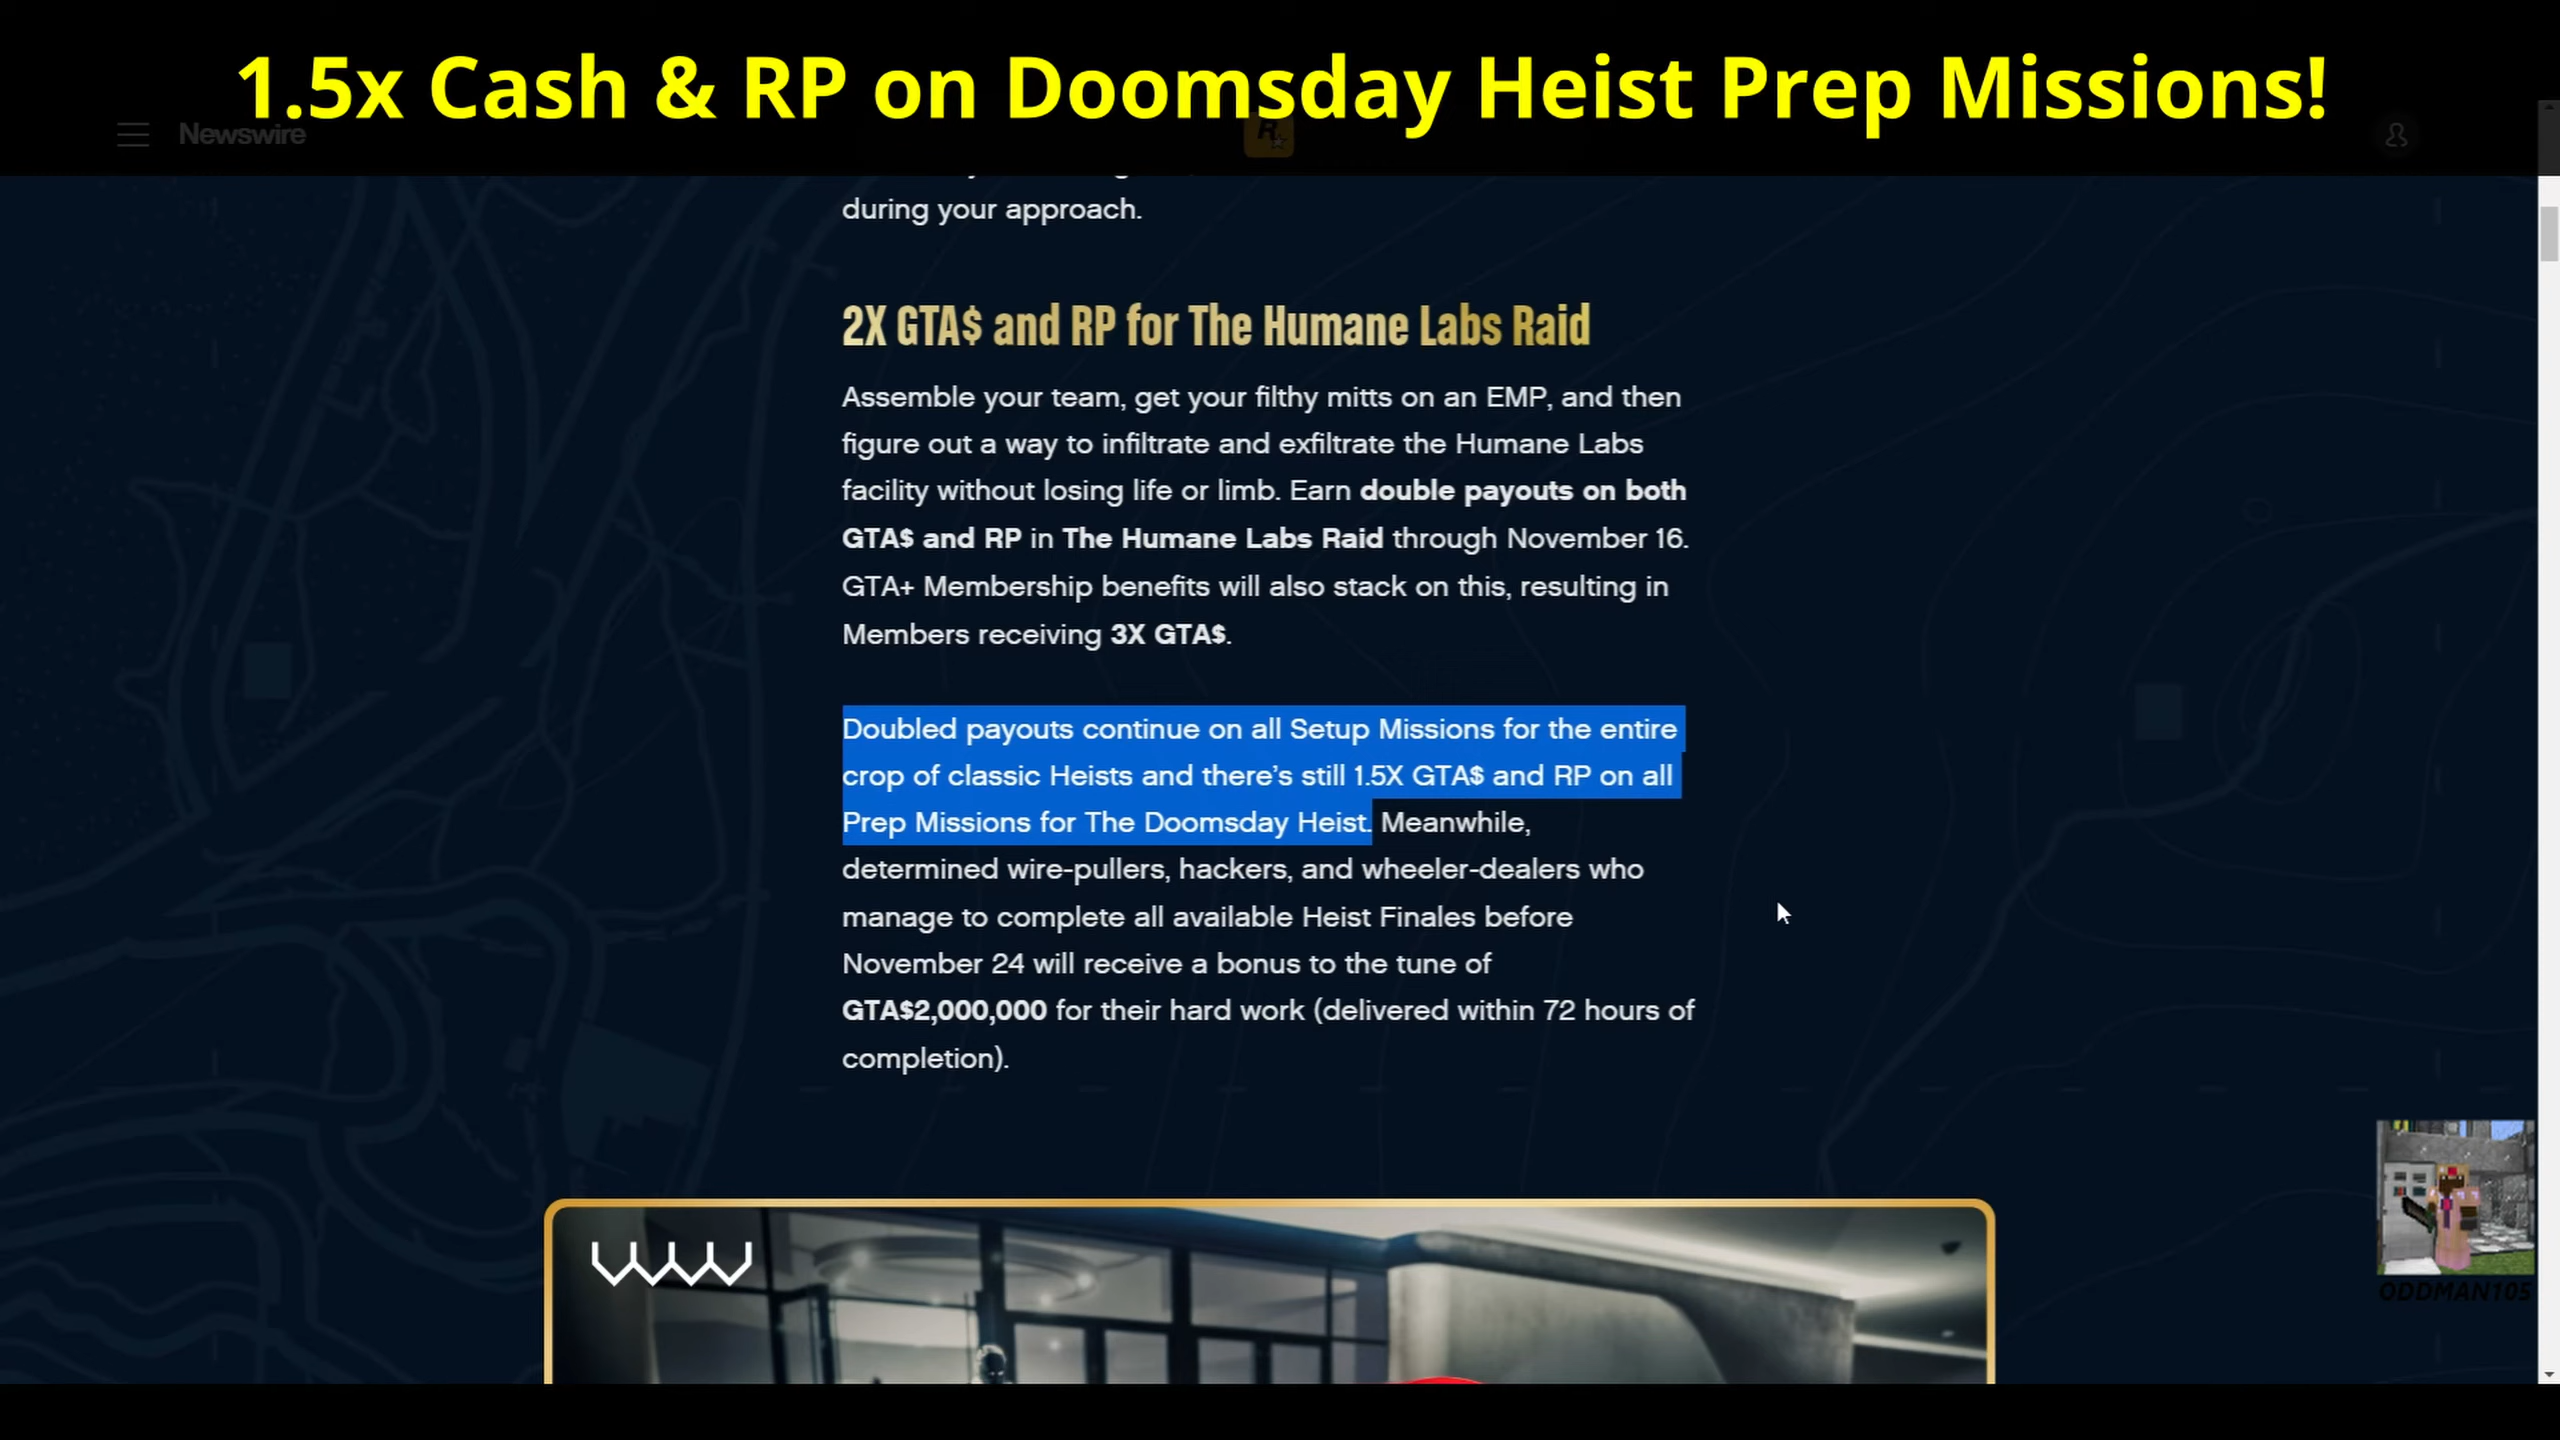 1.5x Cash & RP on Doomsday Heist Prep Missions!
Newswire
R
during your approach.
2X GTA$ and RP for The Humane Labs Raid
Assemble your team, get your filthy mitts on an EMP, and then
figure out a way to infiltrate and exfiltrate the Humane Labs
facility without losing life or limb. Earn double payouts on both
GTA$ and RP in The Humane Labs Raid through November 16.
GTA+ Membership benefits will also stack on this, resulting in
Members receiving 3X GTA$.
Doubled payouts continue on all Setup Missions for the entire
crop of classic Heists and there’s still 1.5X GTA$ and RP on all
Prep Missions for The Doomsday Heist. Meanwhile,
determined wire-pullers, hackers, and wheeler-dealers who
manage to complete all available Heist Finales before
November 24 will receive a bonus to the tune of
GTA$2,000,000 for their hard work (delivered within 72 hours of
completion).
ODDMAN105